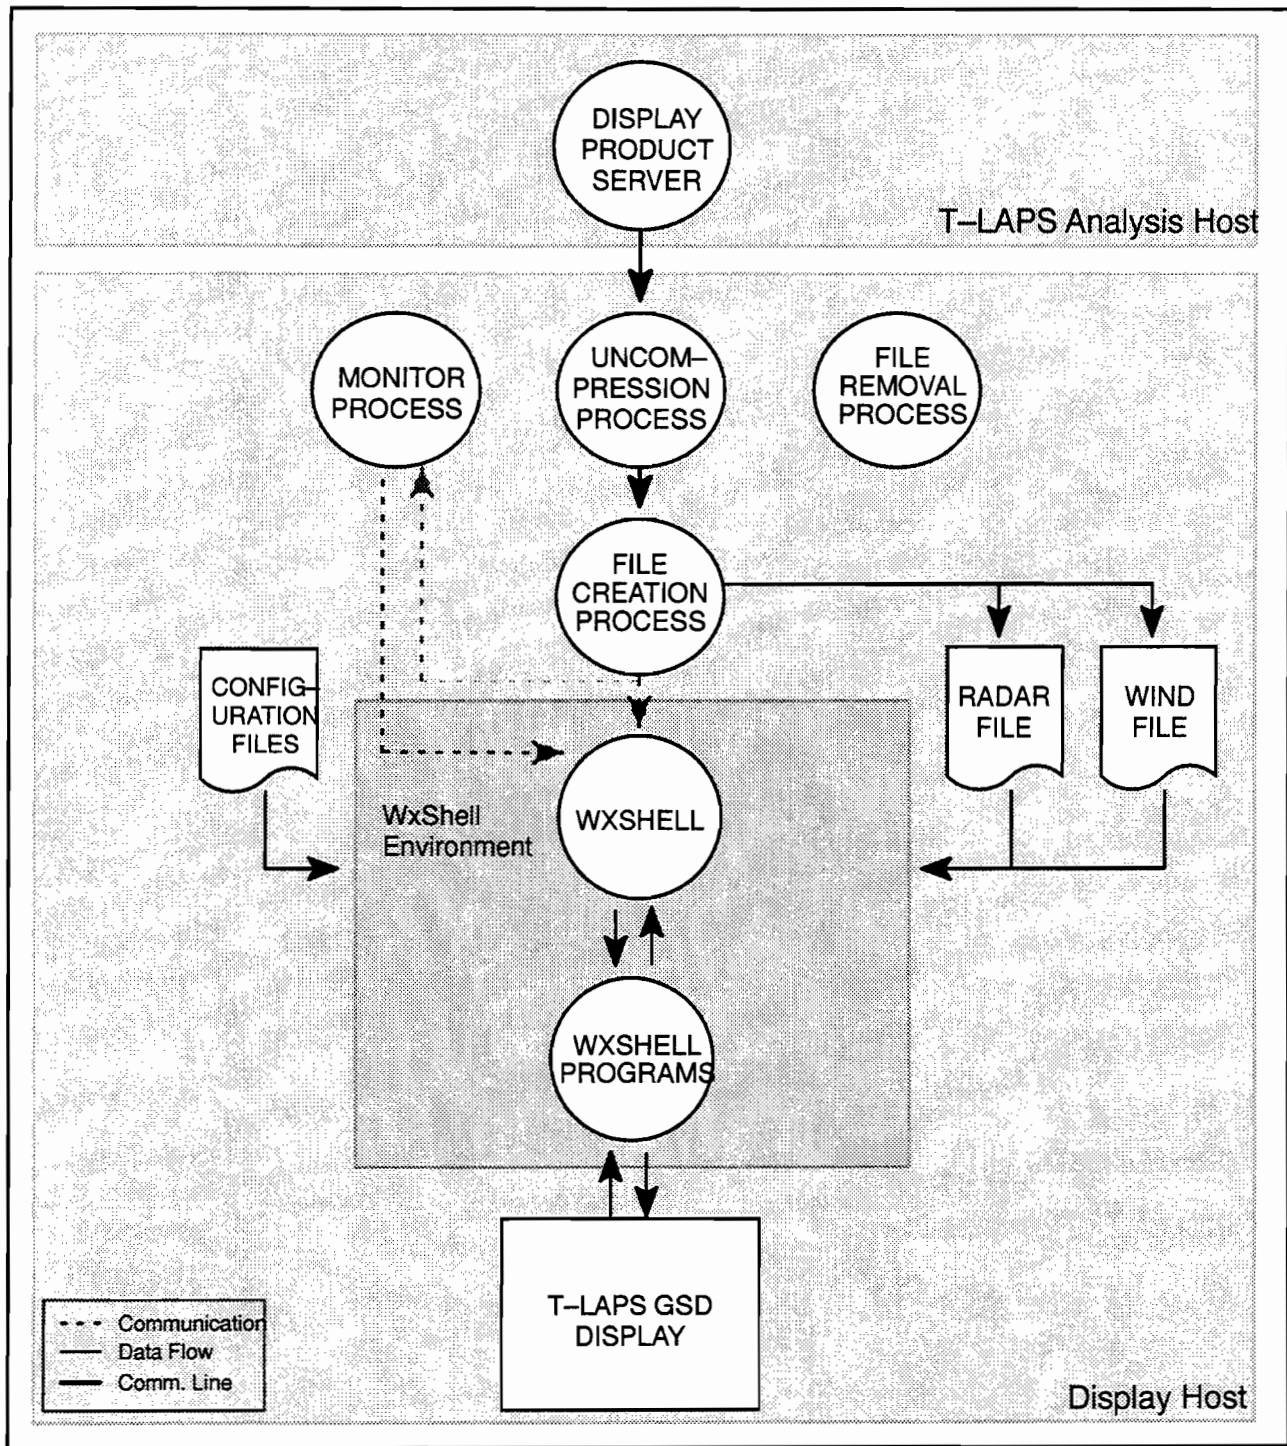 DISPLAY
PRODUCT
SERVER
T–LAPS Analysis Host
MONITOR
PROCESS
UNCOM–
PRESSION
PROCESS
FILE
REMOVAL
PROCESS
FILE
CREATION
PROCESS
CONFIG–
URATION
FILES
RADAR
FILE
WIND
FILE
WxShell
Environment
WXSHELL
WXSHELL
PROGRAMS
T–LAPS GSD
DISPLAY
Communication
Data Flow
Comm. Line
Display Host